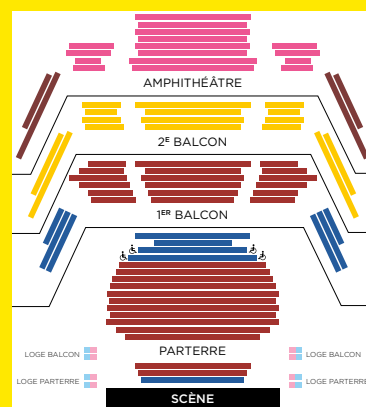 AMPHITHÉÂTRE
2E BALCON
1ER BALCON
PARTERRE
LOGE BALCON
LOGE BALCON
LOGE PARTERRE
LOGE PARTERRE
SCÈNE